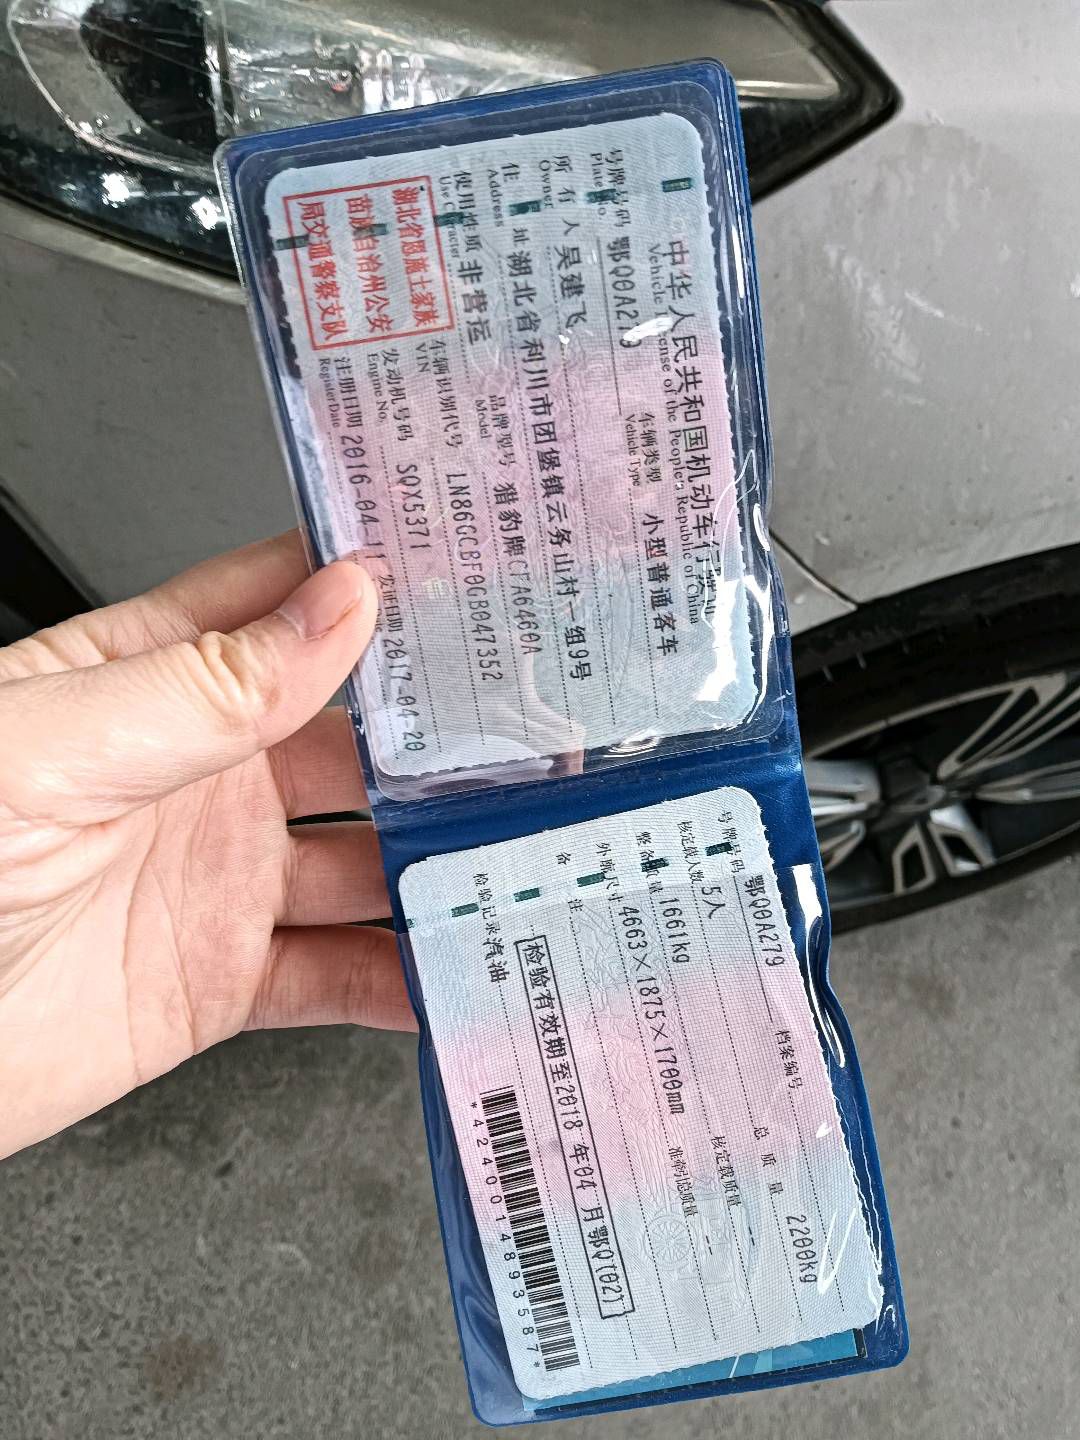 中华人民共和国机动车行驶证
Vehicle License of the People's Republic of China
号牌号码 鄂Q0A279 车辆类型 小型普通客车
Plate No. Vehicle Type
所有人 吴建飞
Owner
住址 湖北省利川市团堡镇云务山村一组9号
Address
使用性质 非营运 品牌型号 猎豹牌CFA6460A
Use Character Model
湖北省恩施土家族
苗族自治州公安
局交通警察支队
车辆识别代号 LN86GCBF0GB047352
VIN
发动机号码 SQX5371
Engine No.
注册日期 2016-04-11 发证日期 2017-04-20
Register Date
号牌号码 鄂Q0A279 档案编号
核定载人数 5人 总质量 2200kg
整备质量 1661kg 核定载质量 --
外廓尺寸 4663×1875×1700mm 准牵引总质量 --
备注
检验有效期至2018年04月鄂Q(02)
检验记录 汽油
*4240014893587*